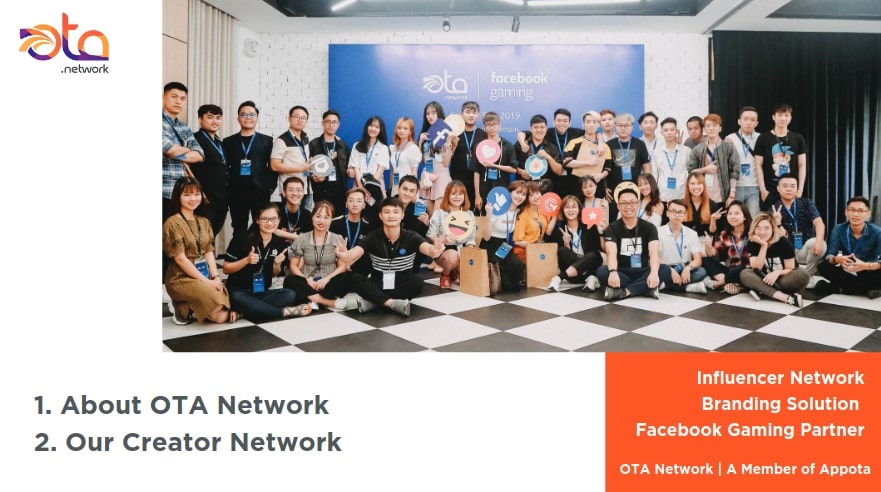 ota
.network
ota
.network
facebook
gaming
2019
1. About OTA Network
2. Our Creator Network
Influencer Network
Branding Solution
Facebook Gaming Partner
OTA Network | A Member of Appota